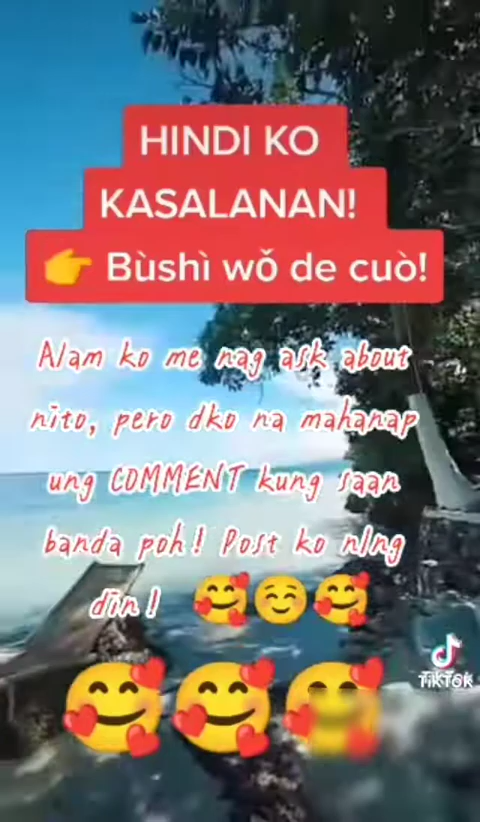 HINDI KO
KASALANAN!
👉 Bùshì wǒ de cuò!
Alam ko me nag ask about
nito, pero dko na mahanap
ung COMMENT kung saan
banda poh! Post ko nlng
din! 🥰☺️🥰
🥰🥰🥰
TikTok